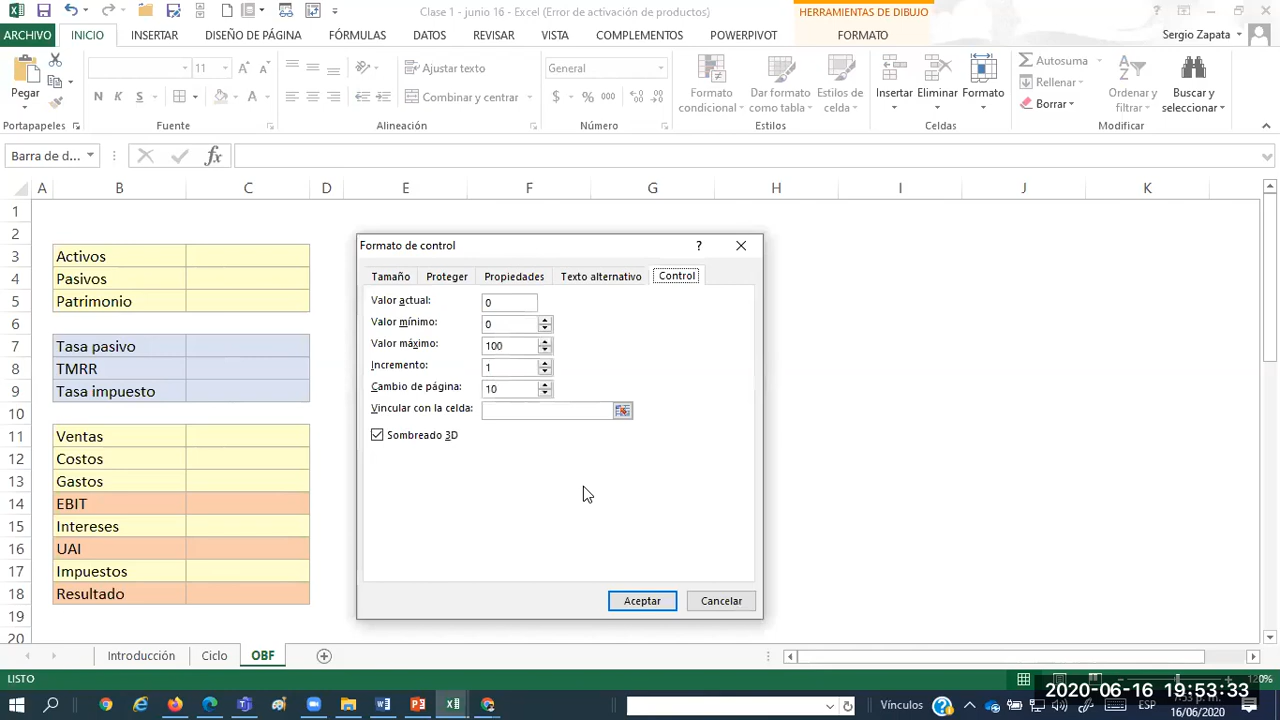 Clase 1 - junio 16 - Excel (Error de activación de productos)
HERRAMIENTAS DE DIBUJO
ARCHIVO INICIO INSERTAR DISEÑO DE PÁGINA FÓRMULAS DATOS REVISAR VISTA COMPLEMENTOS POWERPIVOT FORMATO Sergio Zapata
Pegar
11
N K S
Ajustar texto
Combinar y centrar
General
$ % 000
Formato condicional
Dar formato como tabla
Estilos de celda
Insertar Eliminar Formato
Autosuma
Rellenar
Borrar
Ordenar y filtrar
Buscar y seleccionar
Portapapeles Fuente Alineación Número Estilos Celdas Modificar
Barra de d... fx
A B C D E F G H I J K
1
2
3 Activos
4 Pasivos
5 Patrimonio
6
7 Tasa pasivo
8 TMRR
9 Tasa impuesto
10
11 Ventas
12 Costos
13 Gastos
14 EBIT
15 Intereses
16 UAI
17 Impuestos
18 Resultado
19
20
Formato de control ?
Tamaño Proteger Propiedades Texto alternativo Control
Valor actual: 0
Valor mínimo: 0
Valor máximo: 100
Incremento: 1
Cambio de página: 10
Vincular con la celda:
Sombreado 3D
Aceptar Cancelar
Introducción Ciclo OBF
LISTO
Vínculos
ESP
16/06/2020
2020-06-16 19:53:33